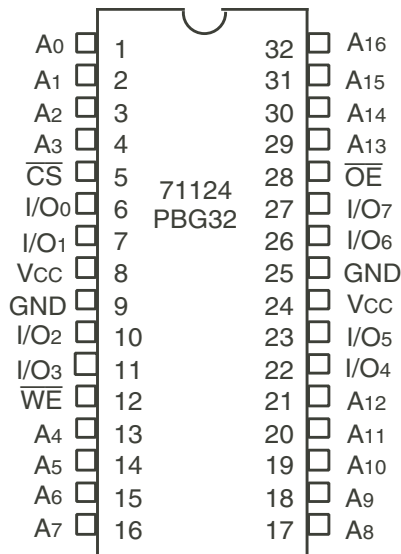 A0 1 32 A16
A1 2 31 A15
A2 3 30 A14
A3 4 29 A13
C̅S̅ 5 28 O̅E̅
I/O0 6 71124 27 I/O7
I/O1 7 PBG32 26 I/O6
VCC 8 25 GND
GND 9 24 VCC
I/O2 10 23 I/O5
I/O3 11 22 I/O4
W̅E̅ 12 21 A12
A4 13 20 A11
A5 14 19 A10
A6 15 18 A9
A7 16 17 A8